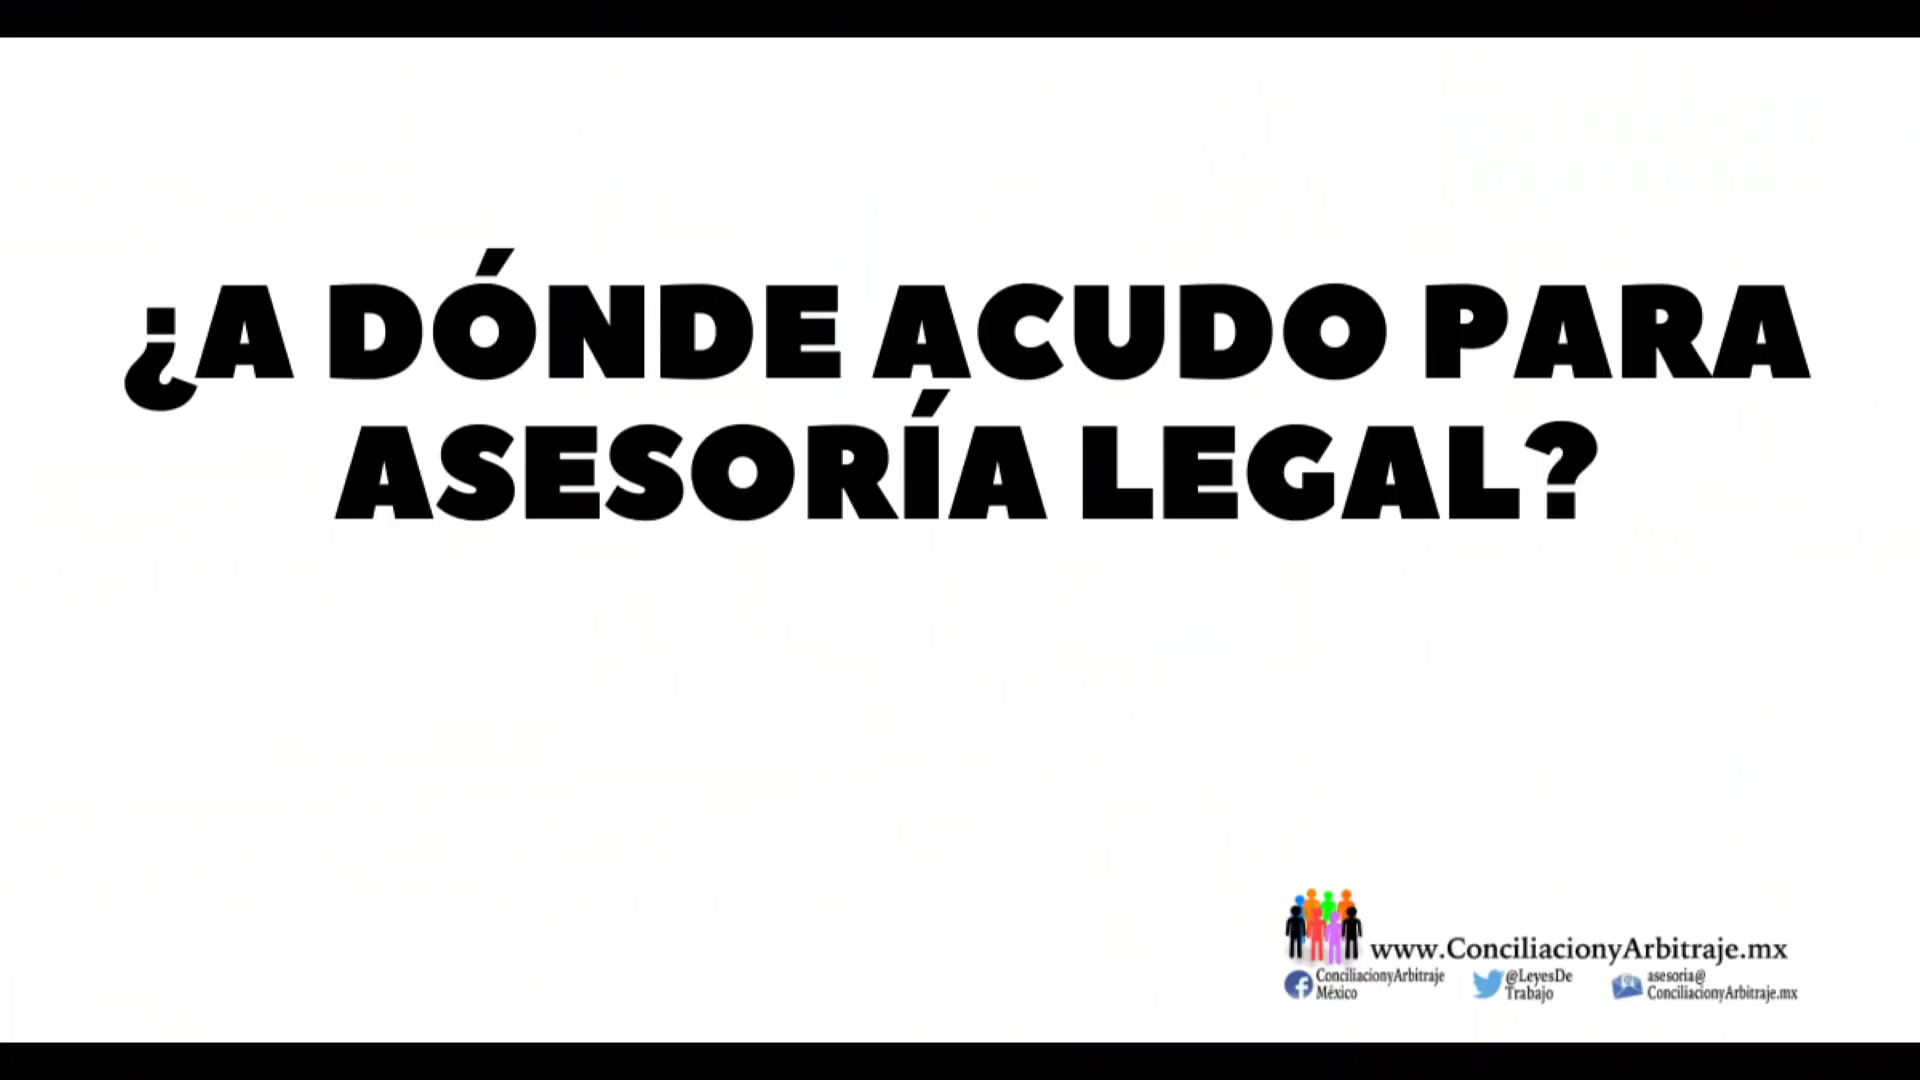 ¿A DÓNDE ACUDO PARA
ASESORÍA LEGAL?
www.ConciliacionyArbitraje.mx
ConciliacionyArbitraje
México
@LeyesDe
Trabajo
asesoria@
ConciliacionyArbitraje.mx